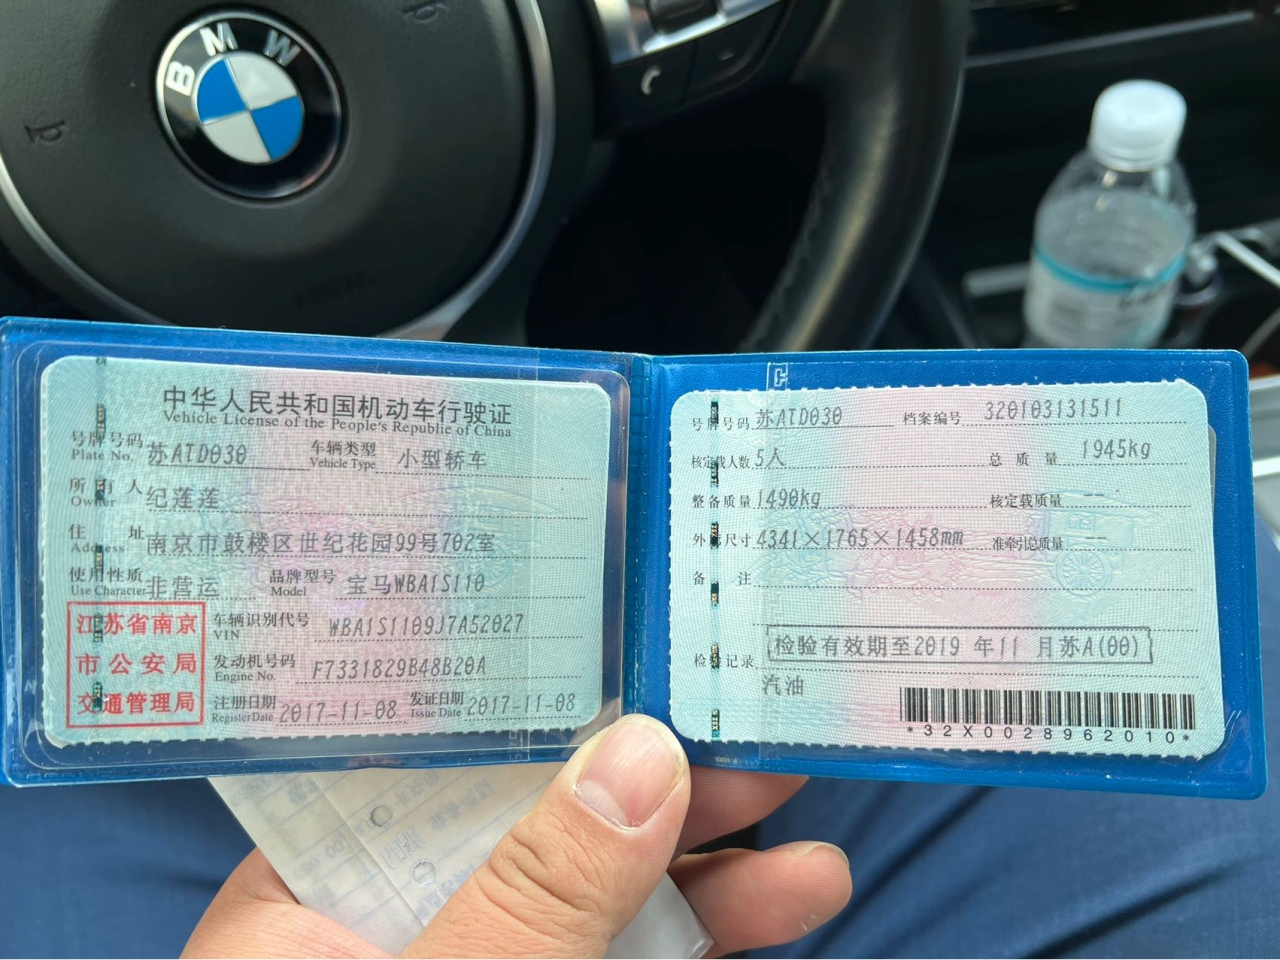 BMW
中华人民共和国机动车行驶证
Vehicle License of the People's Republic of China
号牌号码 苏ATD030 车辆类型 小型轿车
Plate No. Vehicle Type
所有人 纪莲莲
Owner
住址 南京市鼓楼区世纪花园99号702室
Address
使用性质 非营运 品牌型号 宝马WBA1S110
Use Character Model
江苏省南京
市公安局
交通管理局
车辆识别代号 WBA1S1109J7A52027
VIN
发动机号码 F7331829B48B20A
Engine No.
注册日期 2017-11-08 发证日期 2017-11-08
Register Date Issue Date
号牌号码 苏ATD030 档案编号 320103131511
核定载人数 5人 总质量 1945kg
整备质量 1490kg 核定载质量 --
外廓尺寸 4341×1765×1458mm 准牵引总质量 --
备注
检验记录 检验有效期至2019 年11 月苏A(00)
汽油
*32X0028962010*